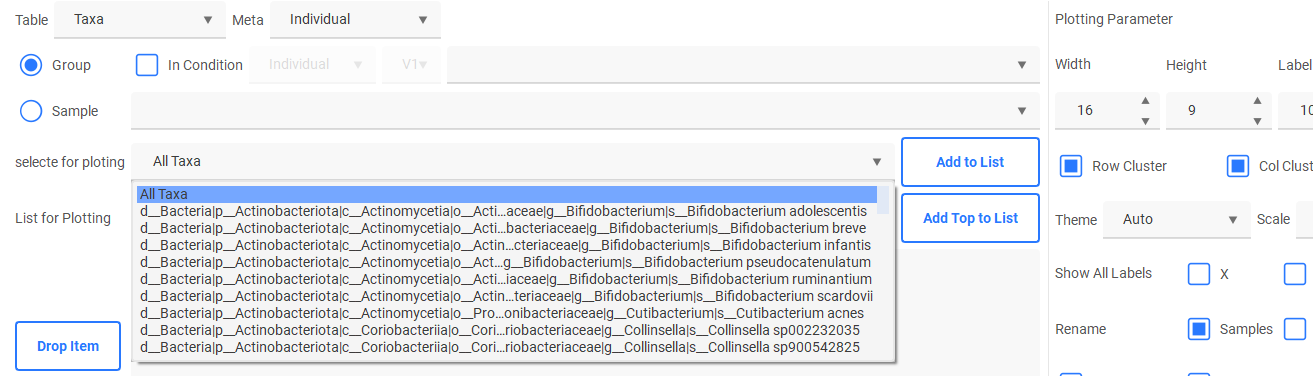 Table Taxa Meta Individual
Plotting Parameter
Group In Condition Individual V1
Width Height Label
Sample
16 9 10
selecte for ploting All Taxa Add to List
Row Cluster Col Clust
All Taxa
d__Bacteria|p__Actinobacteriota|c__Actinomycetia|o__Acti...aceae|g__Bifidobacterium|s__Bifidobacterium adolescentis
List for Plotting Add Top to List
Theme Auto Scale
d__Bacteria|p__Actinobacteriota|c__Actinomycetia|o__Acti...bacteriaceae|g__Bifidobacterium|s__Bifidobacterium breve
d__Bacteria|p__Actinobacteriota|c__Actinomycetia|o__Actin...cteriaceae|g__Bifidobacterium|s__Bifidobacterium infantis
d__Bacteria|p__Actinobacteriota|c__Actinomycetia|o__Act...g__Bifidobacterium|s__Bifidobacterium pseudocatenulatum
d__Bacteria|p__Actinobacteriota|c__Actinomycetia|o__Acti...iaceae|g__Bifidobacterium|s__Bifidobacterium ruminantium
Show All Labels X
d__Bacteria|p__Actinobacteriota|c__Actinomycetia|o__Actin...teriaceae|g__Bifidobacterium|s__Bifidobacterium scardovii
d__Bacteria|p__Actinobacteriota|c__Actinomycetia|o__Pro...onibacteriaceae|g__Cutibacterium|s__Cutibacterium acnes
d__Bacteria|p__Actinobacteriota|c__Coriobacteriia|o__Cori...riobacteriaceae|g__Collinsella|s__Collinsella sp002232035
Rename Samples
d__Bacteria|p__Actinobacteriota|c__Coriobacteriia|o__Cori...riobacteriaceae|g__Collinsella|s__Collinsella sp900542825
Drop Item